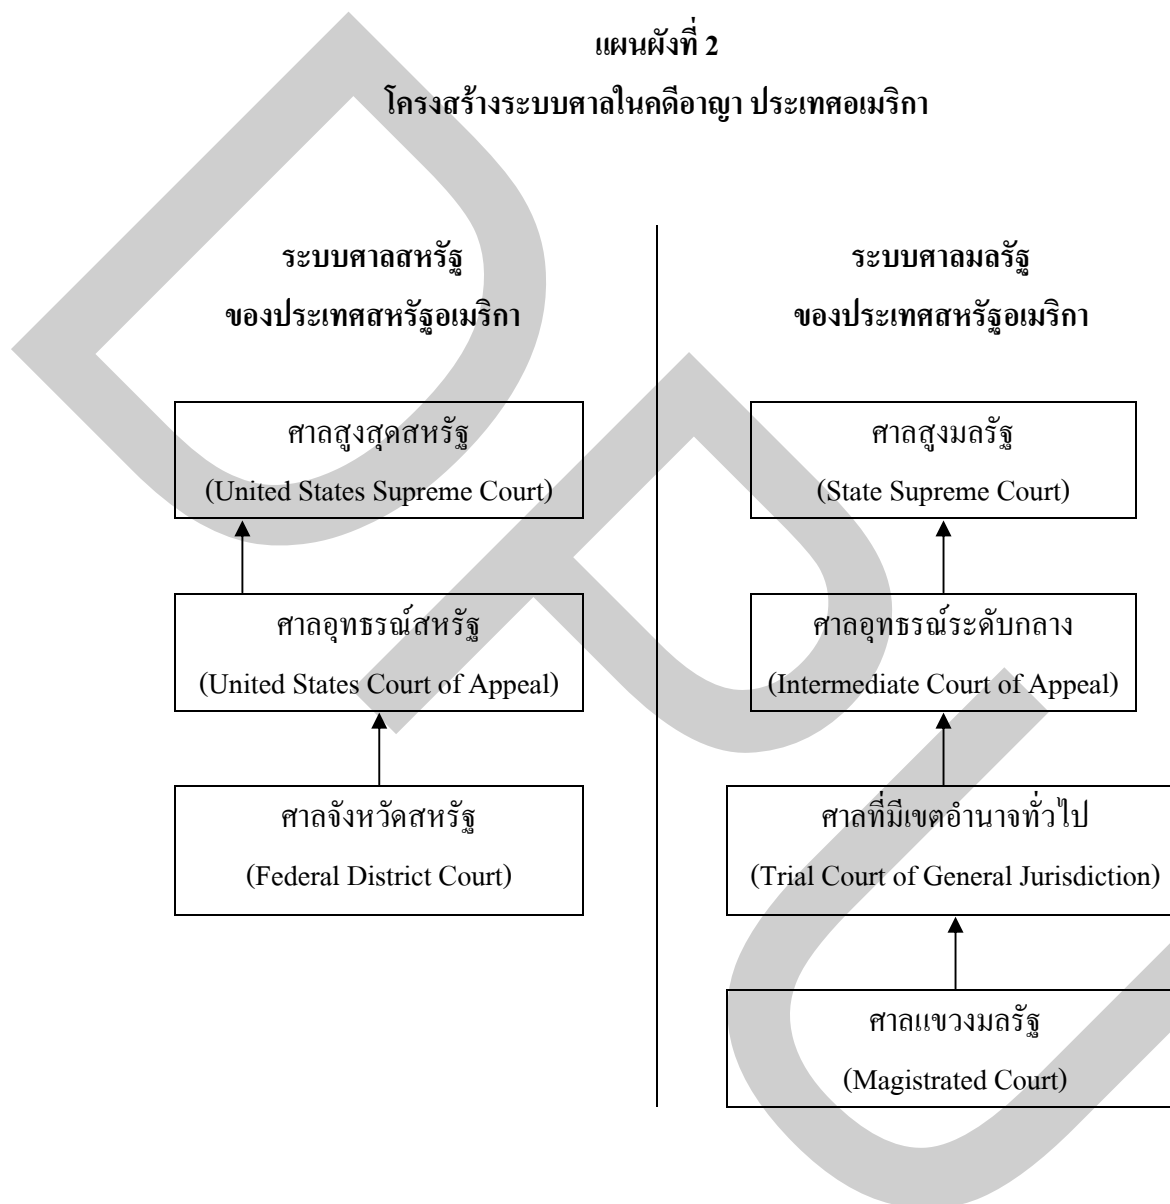 แผนผังที่ 2
โครงสร้างระบบศาลในคดีอาญา ประเทศอเมริกา
ระบบศาลสหรัฐ
ของประเทศสหรัฐอเมริกา
ศาลสูงสุดสหรัฐ
(United States Supreme Court)
ศาลอุทธรณ์สหรัฐ
(United States Court of Appeal)
ศาลจังหวัดสหรัฐ
(Federal District Court)
ระบบศาลมลรัฐ
ของประเทศสหรัฐอเมริกา
ศาลสูงมลรัฐ
(State Supreme Court)
ศาลอุทธรณ์ระดับกลาง
(Intermediate Court of Appeal)
ศาลที่มีเขตอำนาจทั่วไป
(Trial Court of General Jurisdiction)
ศาลแขวงมลรัฐ
(Magistrated Court)